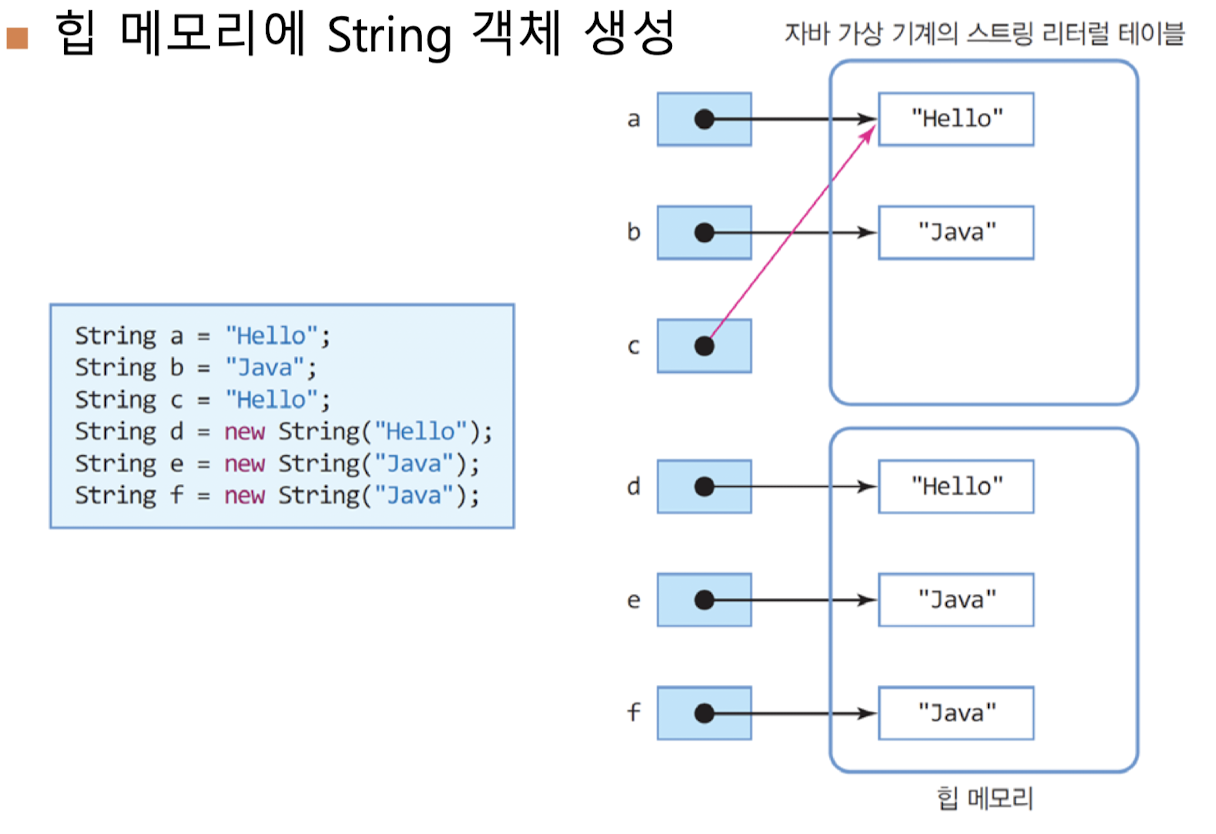 힙 메모리에 String 객체 생성
자바 가상 기계의 스트링 리터럴 테이블
a
"Hello"
b
"Java"
c
String a = "Hello";
String b = "Java";
String c = "Hello";
String d = new String("Hello");
String e = new String("Java");
String f = new String("Java");
d
"Hello"
e
"Java"
f
"Java"
힙 메모리